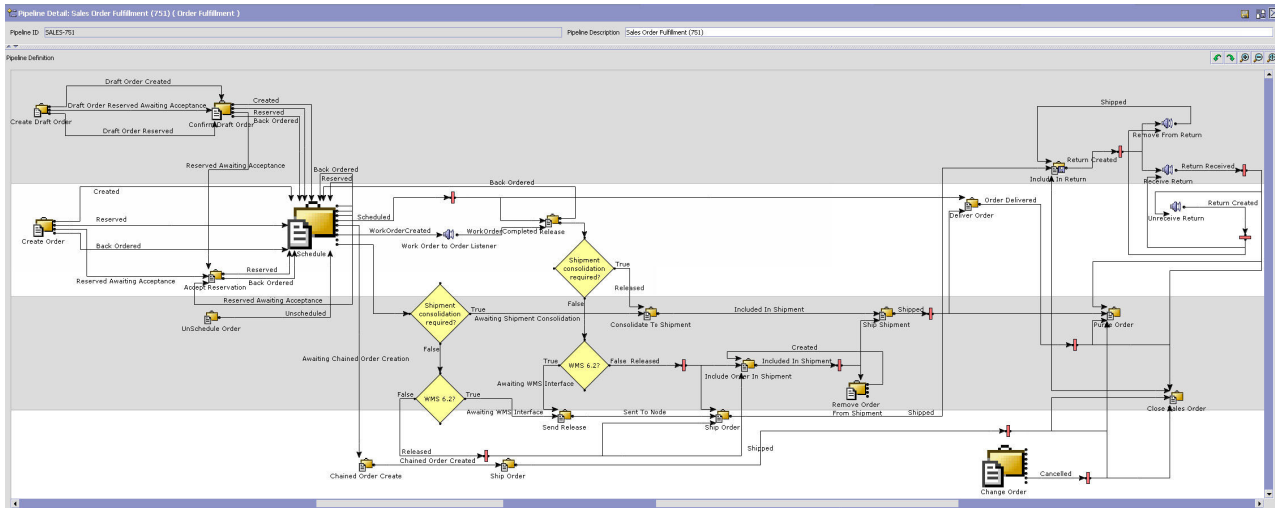 Pipeline Detail: Sales Order Fulfillment (751) ( Order Fulfillment )
Pipeline ID SALES-751
Pipeline Description Sales Order Fulfillment (751)
Pipeline Definition
Draft Order Created
Draft Order Reserved Awaiting Acceptance
Create Draft Order
Draft Order Reserved
Confirm Draft Order
Created
Reserved
Back Ordered
Reserved Awaiting Acceptance
Back Ordered
Reserved
Created
Reserved
Create Order
Back Ordered
Reserved Awaiting Acceptance
Accept Reservation
Reserved
Back Ordered
Reserved Awaiting Acceptance
Schedule
Unscheduled
UnSchedule Order
Back Ordered
Scheduled
WorkOrderCreated
Work Order to Order Listener
WorkOrderCompleted
Release
Shipment
consolidation
required?
True
Released
False
Shipment
consolidation
required?
True
Awaiting Shipment Consolidation
False
Consolidate To Shipment
Included In Shipment
Ship Shipment
Shipped
Awaiting Chained Order Creation
WMS 6.2?
False
True
Awaiting WMS Interface
WMS 6.2?
True
False
Released
Awaiting WMS Interface
Created
Included In Shipment
Include Order In Shipment
Remove Order
From Shipment
Send Release
Sent To Node
Ship Order
Shipped
Released
Chained Order Created
Chained Order Create
Ship Order
Shipped
Shipped
Remove From Return
Return Created
Include In Return
Return Received
Receive Return
Return Created
Unreceive Return
Order Delivered
Deliver Order
Purge Order
Close Sales Order
Cancelled
Change Order